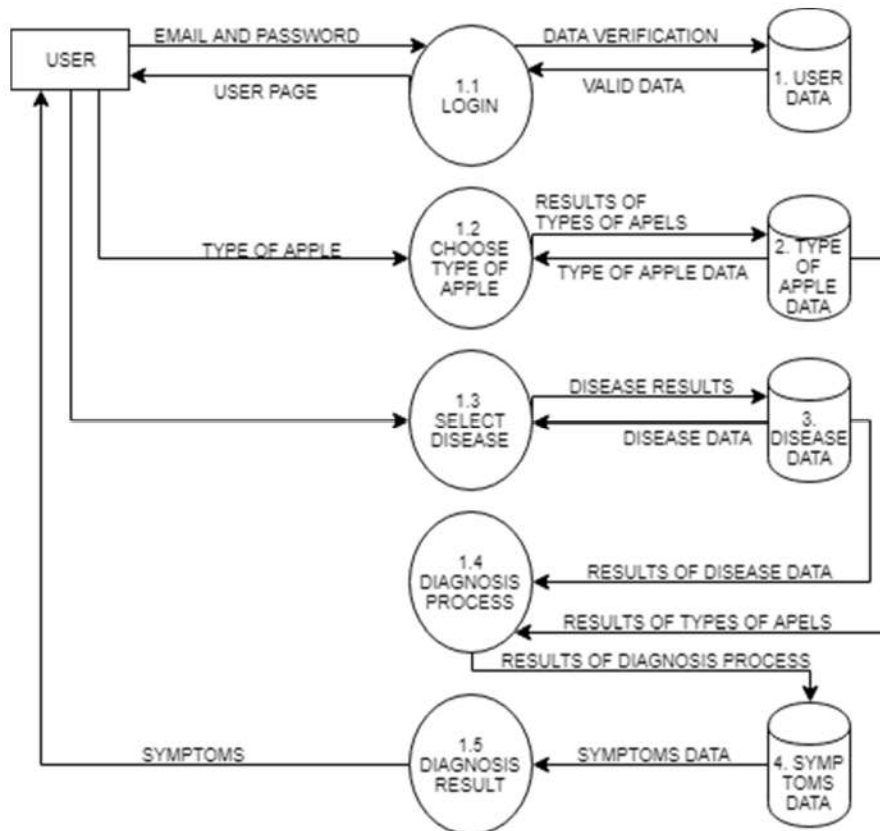 EMAIL AND PASSWORD
DATA VERIFICATION
USER
USER PAGE
1.1
LOGIN
VALID DATA
1. USER
DATA
RESULTS OF
TYPES OF APELS
1.2
CHOOSE
TYPE OF
APPLE
TYPE OF APPLE
TYPE OF APPLE DATA
2. TYPE
OF
APPLE
DATA
1.3
SELECT
DISEASE
DISEASE RESULTS
DISEASE DATA
3.
DISEASE
DATA
1.4
DIAGNOSIS
PROCESS
RESULTS OF DISEASE DATA
RESULTS OF TYPES OF APELS
RESULTS OF DIAGNOSIS PROCESS
SYMPTOMS
1.5
DIAGNOSIS
RESULT
SYMPTOMS DATA
4. SYMP
TOMS
DATA